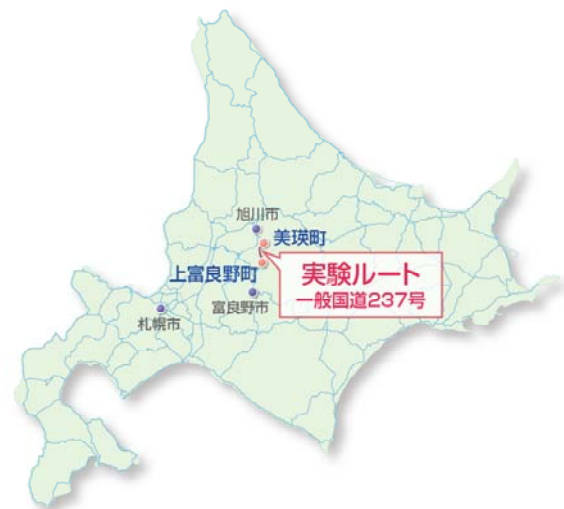 旭川市
美瑛町
上富良野町
実験ルート
一般国道237号
富良野市
札幌市